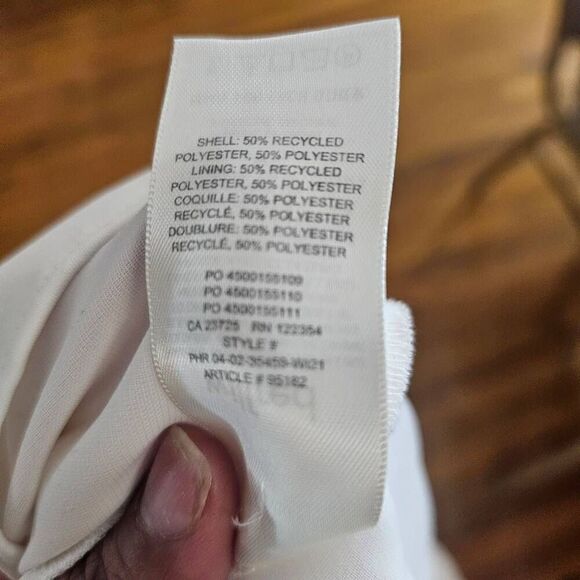 SHELL: 50% RECYCLED
POLYESTER, 50% POLYESTER
LINING: 50% RECYCLED
POLYESTER, 50% POLYESTER
COQUILLE: 50% POLYESTER
RECYCLÉ, 50% POLYESTER
DOUBLURE: 50% POLYESTER
RECYCLÉ, 50% POLYESTER
PO 4500155109
PO 4500155110
PO 4500155111
CA 23725 RN 122354
STYLE #
PHR 04-02-35459-WI21
ARTICLE # 95182